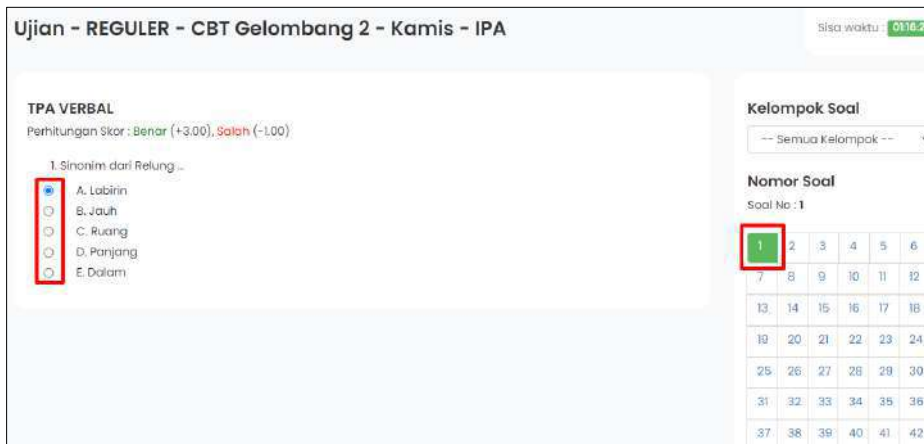 Ujian - REGULER - CBT Gelombang 2 - Kamis - IPA
Sisa waktu : 01:16:2
TPA VERBAL
Perhitungan Skor : Benar (+3.00), Salah (-1.00)
1. Sinonim dari Relung ...
A. Labirin
B. Jauh
C. Ruang
D. Panjang
E. Dalam
Kelompok Soal
-- Semua Kelompok --
Nomor Soal
Soal No : 1
1 2 3 4 5 6
7 8 9 10 11 12
13 14 15 16 17 18
19 20 21 22 23 24
25 26 27 28 29 30
31 32 33 34 35 36
37 38 39 40 41 42